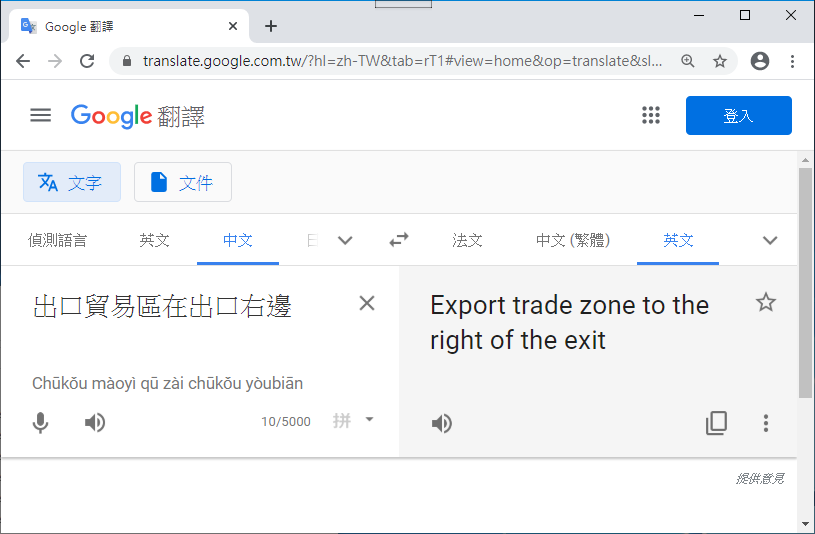 Google 翻譯
translate.google.com.tw/?hl=zh-TW&tab=rT1#view=home&op=translate&sl...
Google 翻譯
登入
文字
文件
偵測語言 英文 中文 法文 中文 (繁體) 英文
出口貿易區在出口右邊
Chūkǒu màoyì qū zài chūkǒu yòubiān
10/5000
拼
Export trade zone to the
right of the exit
提供意見